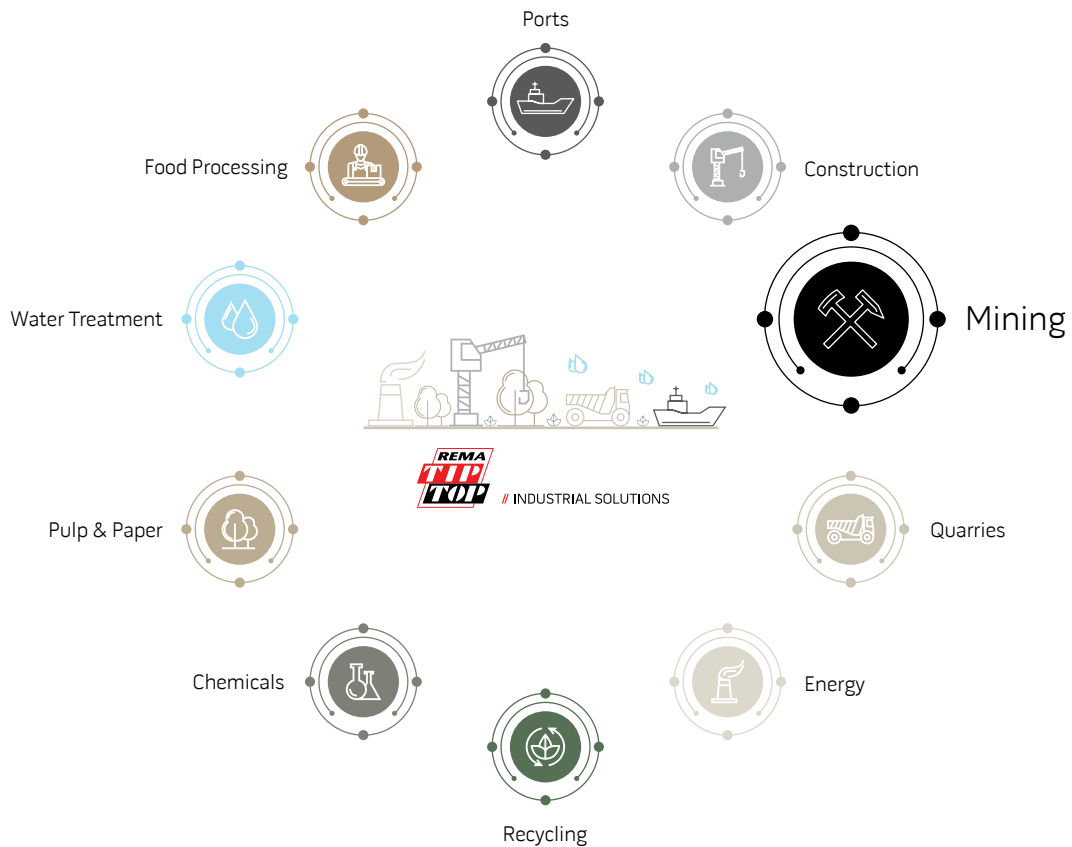 Ports
Food Processing
Construction
Water Treatment
Mining
REMA
TIP
TOP
// INDUSTRIAL SOLUTIONS
Pulp & Paper
Quarries
Chemicals
Energy
Recycling